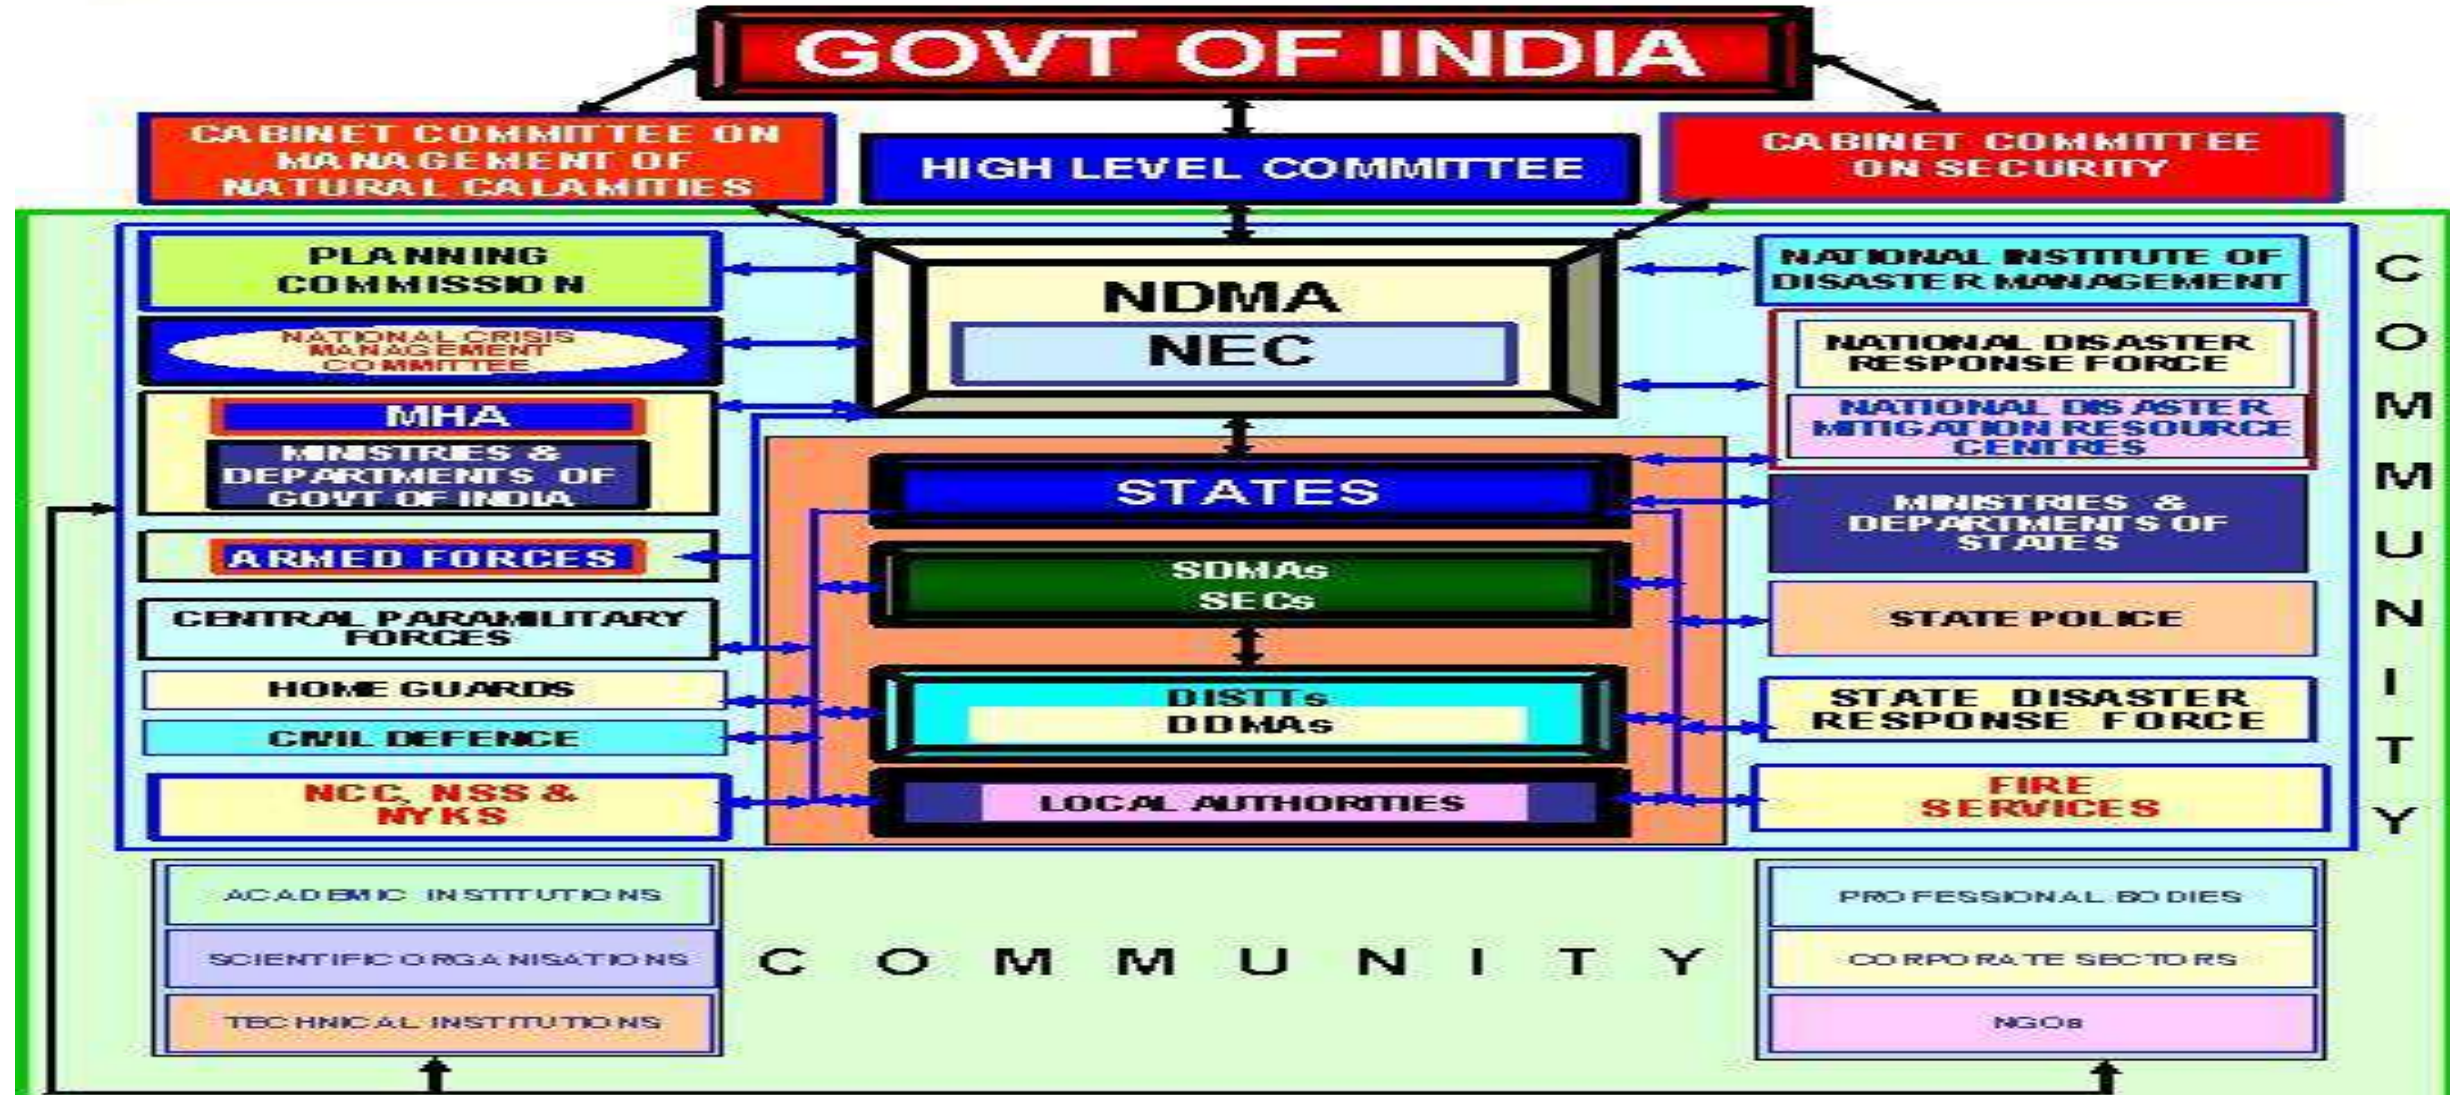 GOVT OF INDIA
CABINET COMMITTEE ON
MANAGEMENT OF
NATURAL CALAMITIES
HIGH LEVEL COMMITTEE
CABINET COMMITTEE
ON SECURITY
PLANNING
COMMISSION
NATIONAL CRISIS
MANAGEMENT
COMMITTEE
MHA
MINISTRIES &
DEPARTMENTS OF
GOVT OF INDIA
ARMED FORCES
CENTRAL PARAMILITARY
FORCES
HOME GUARDS
CIVIL DEFENCE
NCC, NSS &
NYKS
NDMA
NEC
STATES
SDMAs
SECs
DISTTs
DDMAs
LOCAL AUTHORITIES
NATIONAL INSTITUTE OF
DISASTER MANAGEMENT
NATIONAL DISASTER
RESPONSE FORCE
NATIONAL DISASTER
MITIGATION RESOURCE
CENTRES
MINISTRIES &
DEPARTMENTS OF
STATES
STATE POLICE
STATE DISASTER
RESPONSE FORCE
FIRE
SERVICES
COMMUNITY
ACADEMIC INSTITUTIONS
SCIENTIFIC ORGANISATIONS
TECHNICAL INSTITUTIONS
COMMUNITY
PROFESSIONAL BODIES
CORPORATE SECTORS
NGOs